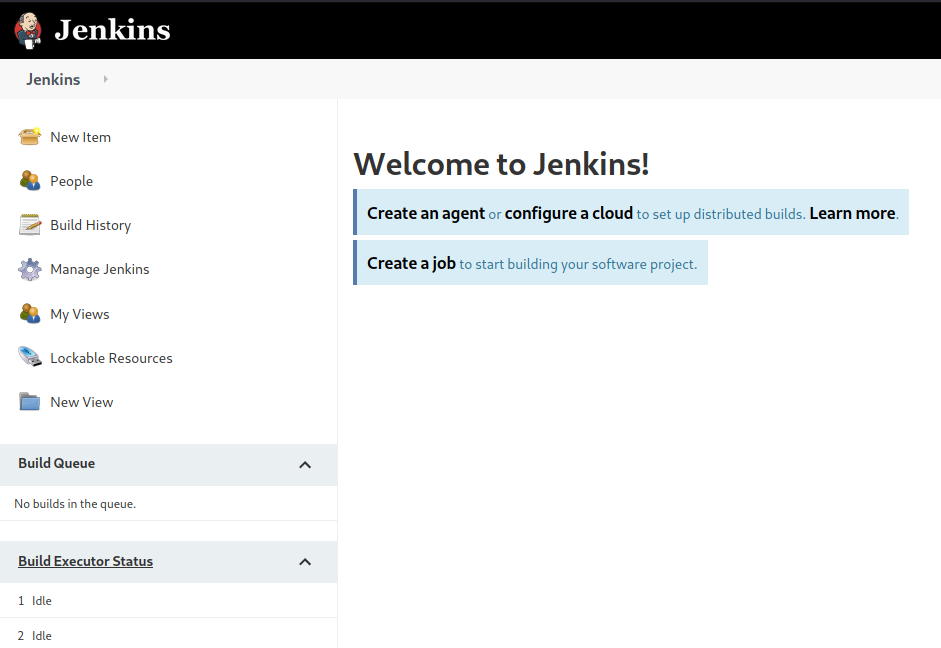 Jenkins
Jenkins
New Item
People
Build History
Manage Jenkins
My Views
Lockable Resources
New View
Build Queue
No builds in the queue.
Build Executor Status
1 Idle
2 Idle
Welcome to Jenkins!
Create an agent or configure a cloud to set up distributed builds. Learn more.
Create a job to start building your software project.